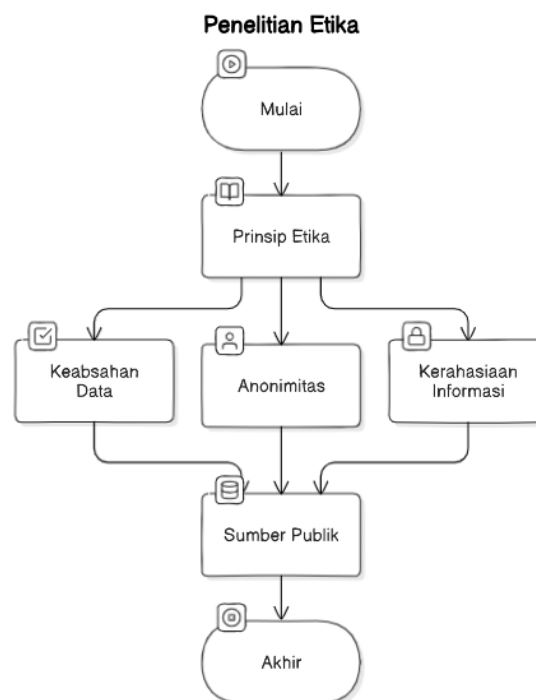 Penelitian Etika
Mulai
Prinsip Etika
Keabsahan
Data
Anonimitas
Kerahasiaan
Informasi
Sumber Publik
Akhir